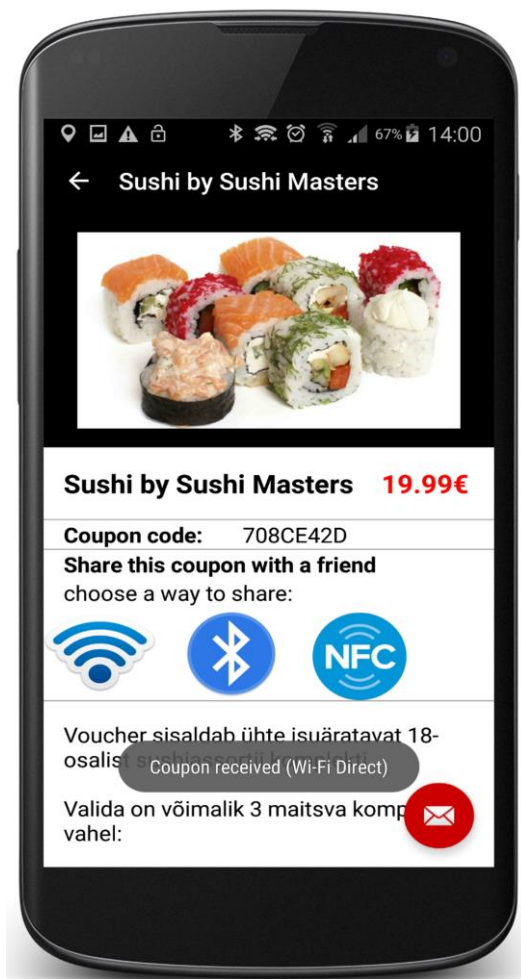 67% 14:00
Sushi by Sushi Masters
Sushi by Sushi Masters 19.99€
Coupon code: 708CE42D
Share this coupon with a friend
choose a way to share:
NFC
Voucher sisaldab ühte isuäratavat 18-
osalist sushiassortii komplekti
Coupon received (Wi-Fi Direct)
Valida on võimalik 3 maitsva komp
vahel: